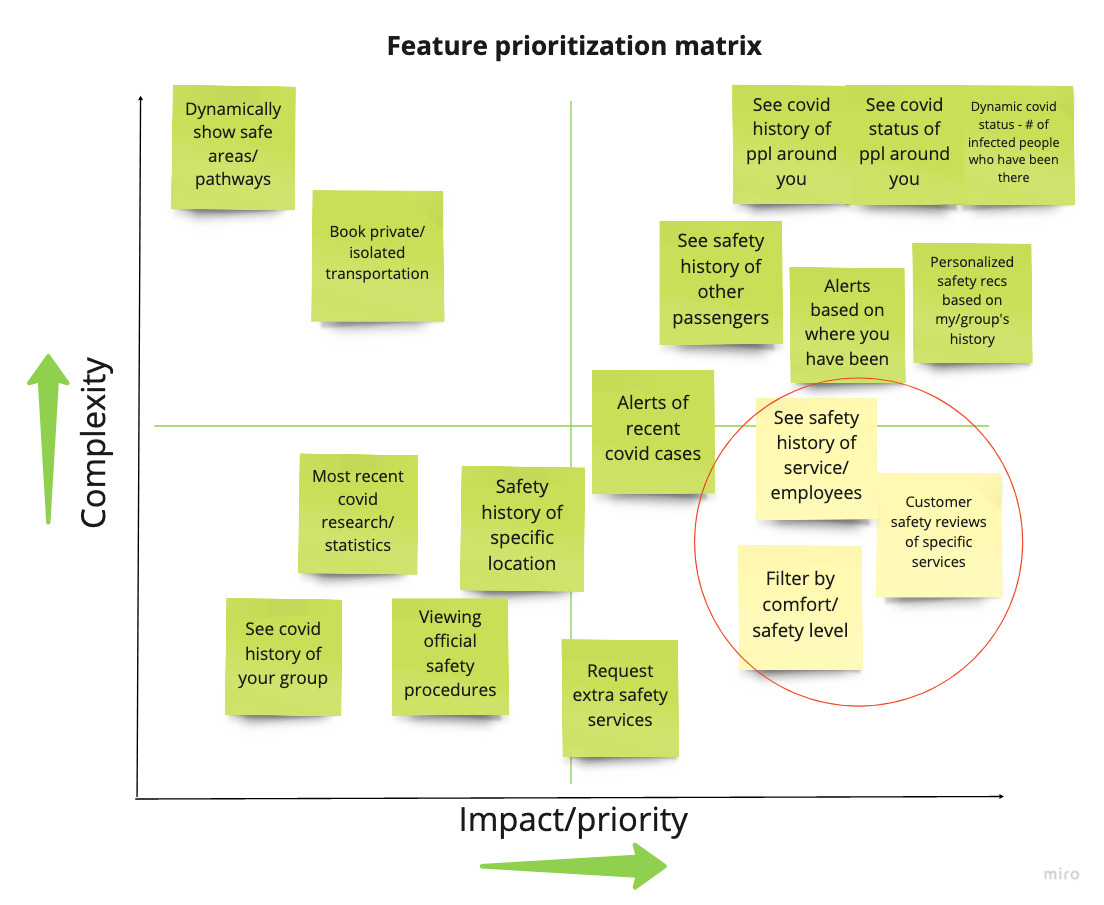 Feature prioritization matrix
Dynamically
show safe
areas/
pathways
Book private/
isolated
transportation
See covid
history of
ppl around
you
See covid
status of
ppl around
you
Dynamic covid
status - # of
infected people
who have been
there
See safety
history of
other
passengers
Alerts
based on
where you
have been
Personalized
safety recs
based on
my/group's
history
Alerts of
recent
covid cases
See safety
history of
service/
employees
Customer
safety reviews
of specific
services
Filter by
comfort/
safety level
Most recent
covid
research/
statistics
Safety
history of
specific
location
See covid
history of
your group
Viewing
official
safety
procedures
Request
extra safety
services
Complexity
Impact/priority
miro